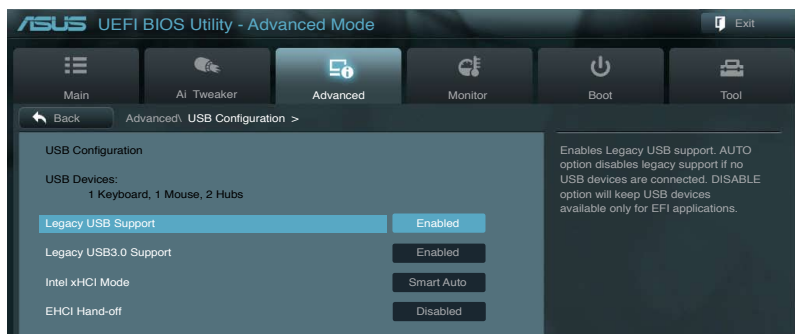 ASUS UEFI BIOS Utility - Advanced Mode
Exit
Main
Ai Tweaker
Advanced
Monitor
Boot
Tool
Back
Advanced\ USB Configuration >
USB Configuration
USB Devices:
1 Keyboard, 1 Mouse, 2 Hubs
Legacy USB Support Enabled
Legacy USB3.0 Support Enabled
Intel xHCI Mode Smart Auto
EHCI Hand-off Disabled
Enables Legacy USB support. AUTO
option disables legacy support if no
USB devices are connected. DISABLE
option will keep USB devices
available only for EFI applications.